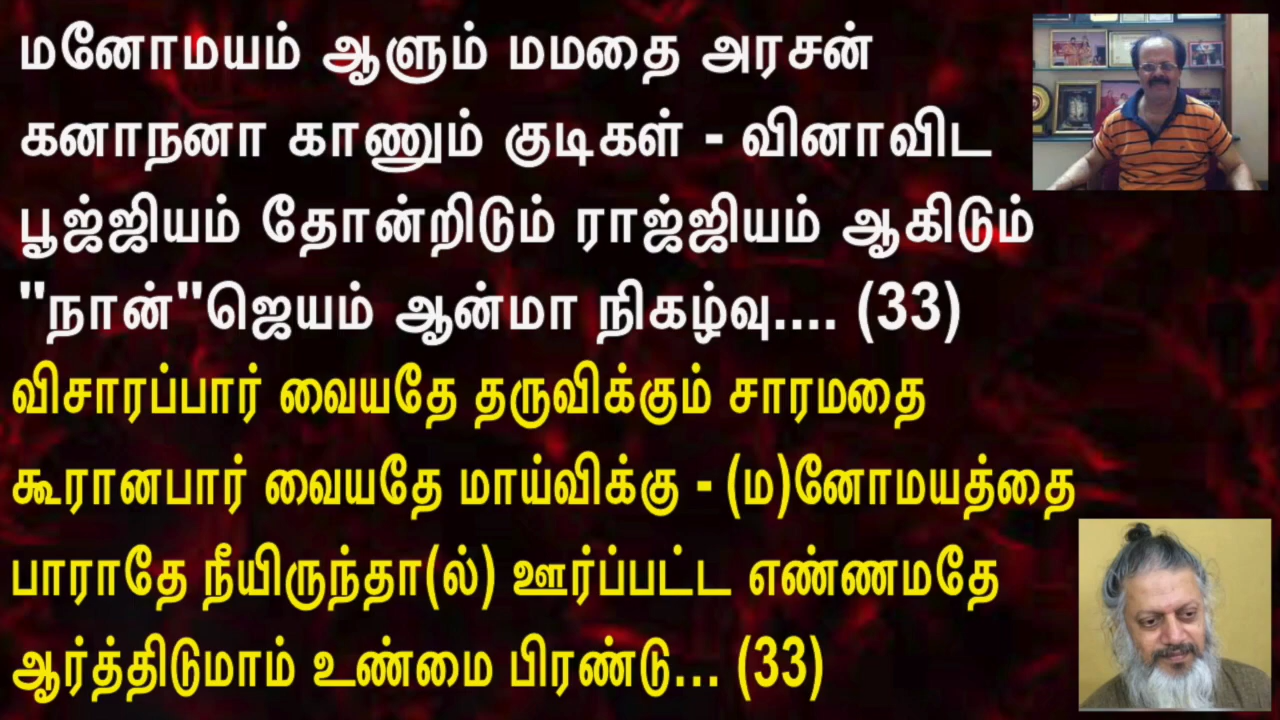 மனோமயம் ஆளும் மமதை அரசன்
கனாநனா காணும் குடிகள் - வினாவிட
பூஜ்ஜியம் தோன்றிடும் ராஜ்ஜியம் ஆகிடும்
"நான்"ஜெயம் ஆன்மா நிகழ்வு.... (33)
விசாரப்பார் வையதே தருவிக்கும் சாரமதை
கூரானபார் வையதே மாய்விக்கு - (ம)னோமயத்தை
பாராதே நீயிருந்தா(ல்) ஊர்ப்பட்ட எண்ணமதே
ஆர்த்திடுமாம் உண்மை பிரண்டு... (33)